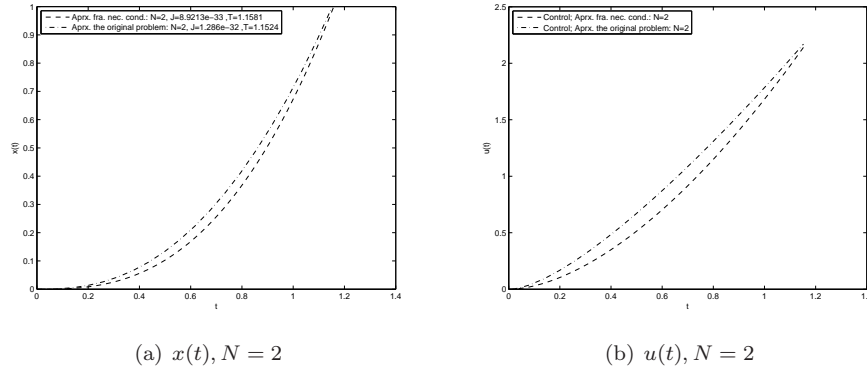 Aprx. fra. nec. cond.: N=2, J=8.9213e−33 ,T=1.1581
Aprx. the original problem: N=2, J=1.286e−32 ,T=1.1524
1
0.9
0.8
0.7
0.6
0.5
0.4
0.3
0.2
0.1
0
x(t)
0 0.2 0.4 0.6 0.8 1 1.2 1.4
t
(a) x(t), N = 2
Control; Aprx. fra. nec. cond.: N=2
Control; Aprx. the original problem: N=2
2.5
2
1.5
1
0.5
0
u(t)
0 0.2 0.4 0.6 0.8 1 1.2 1.4
t
(b) u(t), N = 2